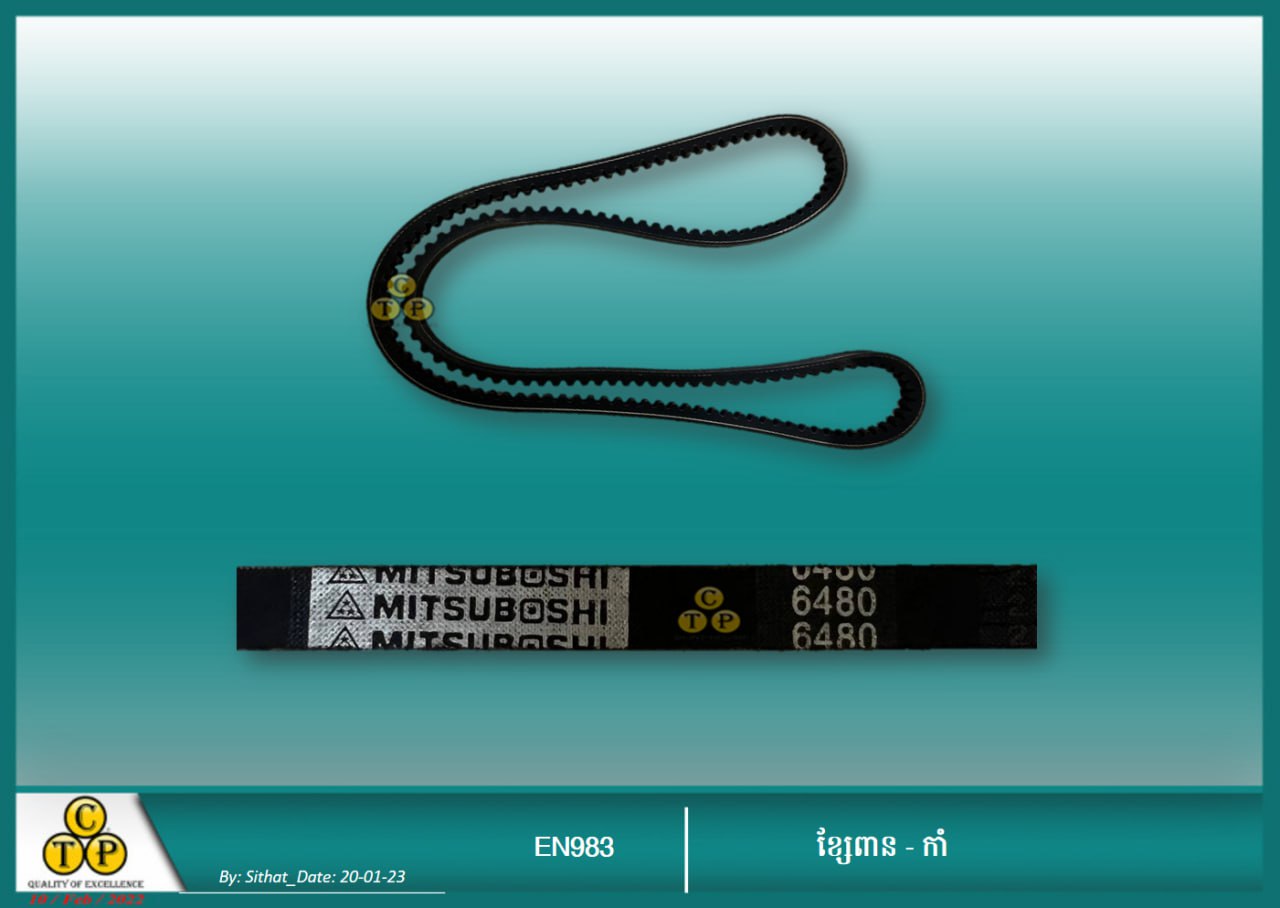 C
T P
MITSUBOSHI
MITSUBOSHI
MITSUBOSHI
C
T P
6480
6480
6480
C
T P
QUALITY OF EXCELLENCE
10 / Feb / 2022
By: Sithat_Date: 20-01-23
EN983
ខ្សែពាន - កាំ